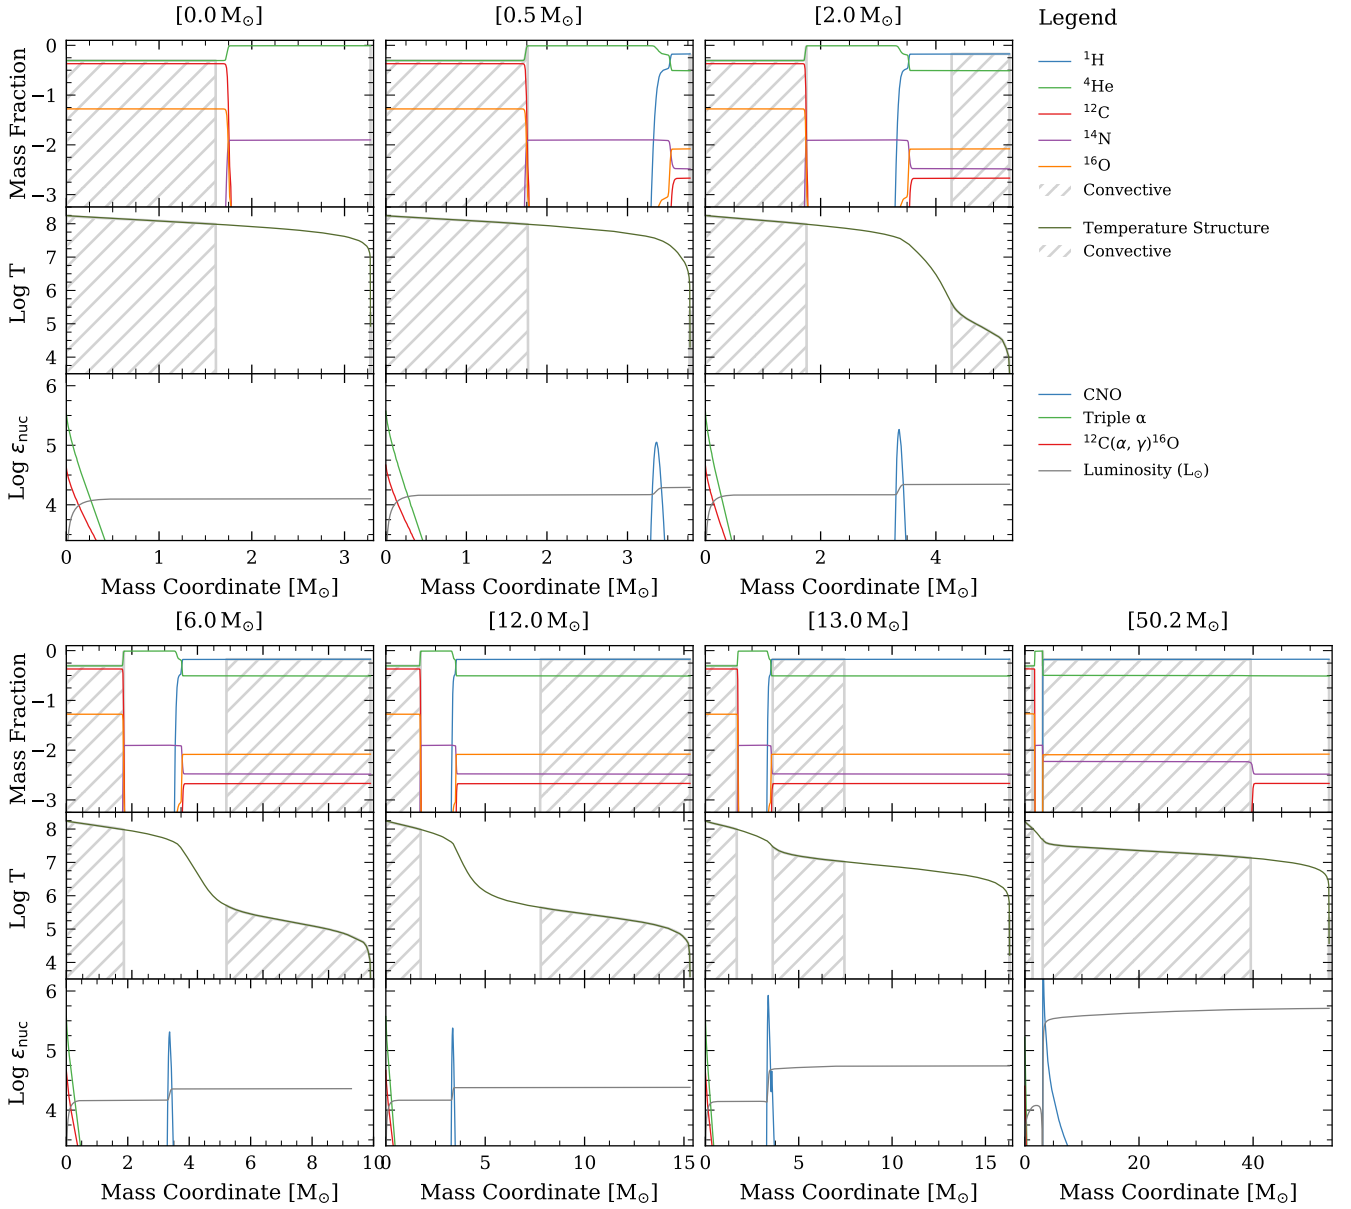 [0.0 M⊙]
[0.5 M⊙]
[2.0 M⊙]
Legend
¹H
⁴He
¹²C
¹⁴N
¹⁶O
Convective
Temperature Structure
Convective
CNO
Triple α
¹²C(α, γ)¹⁶O
Luminosity (L⊙)
Mass Fraction
0
−1
−2
−3
Log T
8
7
6
5
4
Log εnuc
6
5
4
0 1 2 3
0 1 2 3
0 2 4
Mass Coordinate [M⊙]
Mass Coordinate [M⊙]
Mass Coordinate [M⊙]
[6.0 M⊙]
[12.0 M⊙]
[13.0 M⊙]
[50.2 M⊙]
Mass Fraction
0
−1
−2
−3
Log T
8
7
6
5
4
Log εnuc
6
5
4
0 2 4 6 8 10
0 5 10 15
0 5 10 15
0 20 40
Mass Coordinate [M⊙]
Mass Coordinate [M⊙]
Mass Coordinate [M⊙]
Mass Coordinate [M⊙]